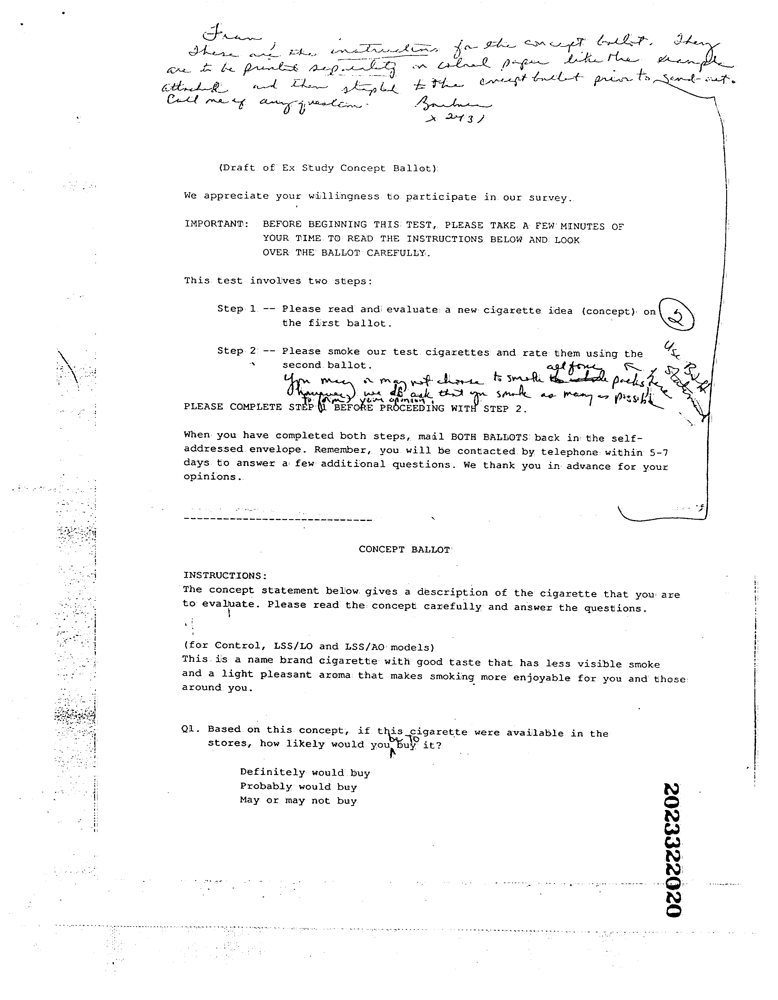 Fran,
These are the instructions for the concept ballot. They
are to be printed separately on colored paper like the example
attached and then stapled to the concept ballot prior to send-out.
Call me if any question. Barbara
x 2431
(Draft of Ex Study Concept Ballot)
We appreciate your willingness to participate in our survey.
IMPORTANT: BEFORE BEGINNING THIS TEST, PLEASE TAKE A FEW MINUTES OF
YOUR TIME TO READ THE INSTRUCTIONS BELOW AND LOOK
OVER THE BALLOT CAREFULLY.
This test involves two steps:
Step 1 -- Please read and evaluate a new cigarette idea (concept) on
the first ballot.
2
Step 2 -- Please smoke our test cigarettes and rate them using the
second ballot.
Use Bold
Statement
You may or may not choose to smoke all four packs here
(however) we do ask that you smoke as many as possible
to form your opinion.
PLEASE COMPLETE STEP 1 BEFORE PROCEEDING WITH STEP 2.
When you have completed both steps, mail BOTH BALLOTS back in the self-
addressed envelope. Remember, you will be contacted by telephone within 5-7
days to answer a few additional questions. We thank you in advance for your
opinions.
------------------------------
CONCEPT BALLOT
INSTRUCTIONS:
The concept statement below gives a description of the cigarette that you are
to evaluate. Please read the concept carefully and answer the questions.
(for Control, LSS/LO and LSS/AO models)
This is a name brand cigarette with good taste that has less visible smoke
and a light pleasant aroma that makes smoking more enjoyable for you and those
around you.
Q1. Based on this concept, if this cigarette were available in the
stores, how likely would you be to buy it?
Definitely would buy
Probably would buy
May or may not buy
2023322020